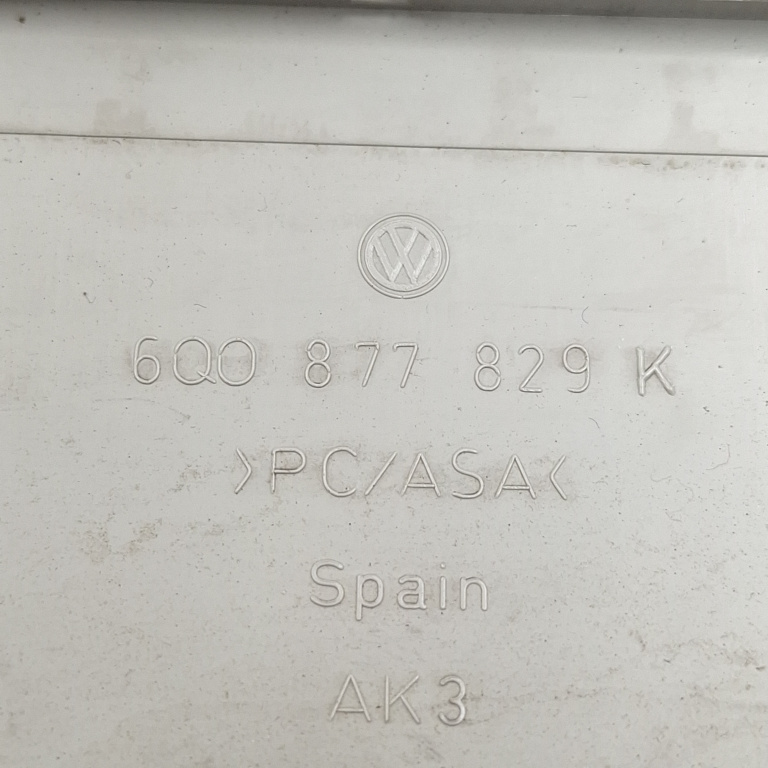 6Q0 877 829 K
>PC/ASA<
Spain
AK3